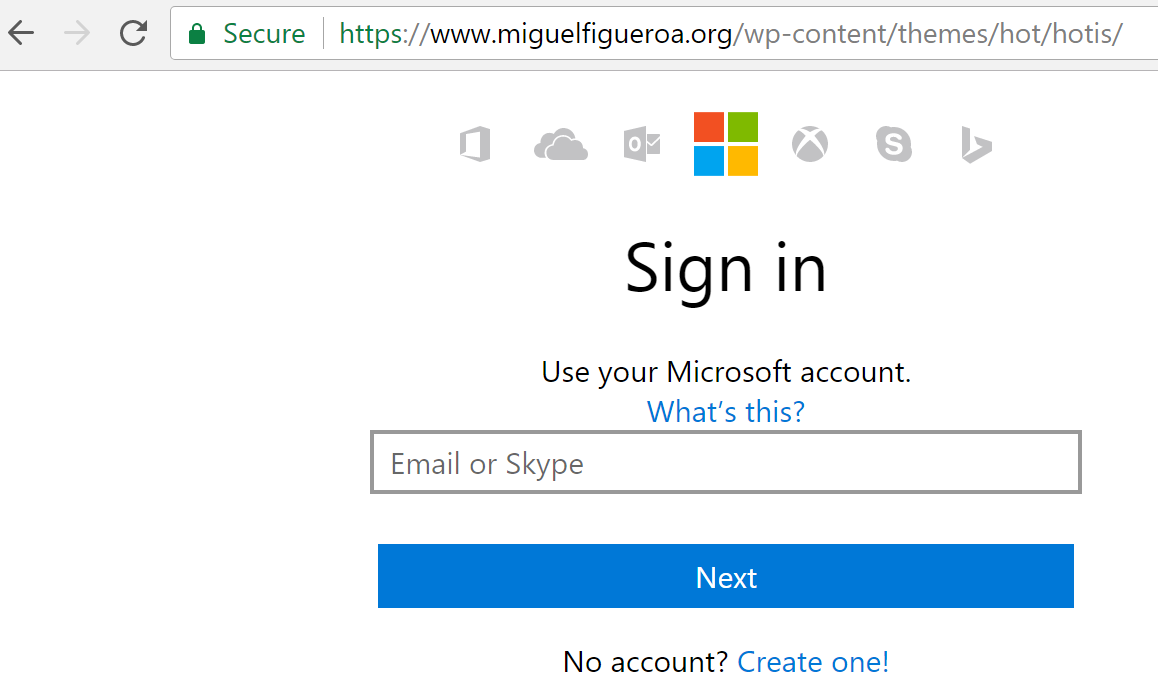 Secure https://www.miguelfigueroa.org/wp-content/themes/hot/hotis/
Sign in
Use your Microsoft account.
What's this?
Email or Skype
Next
No account? Create one!